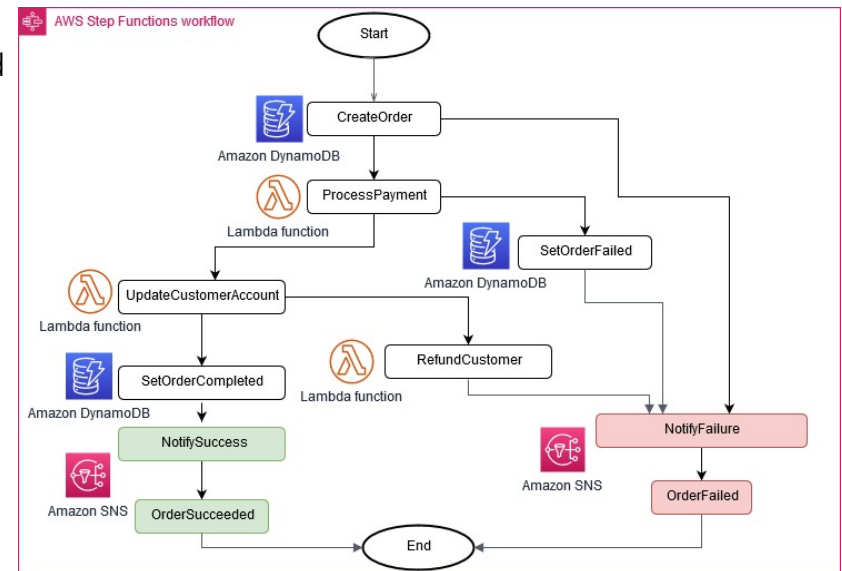 AWS Step Functions workflow
Start
CreateOrder
Amazon DynamoDB
ProcessPayment
Lambda function
SetOrderFailed
Amazon DynamoDB
UpdateCustomerAccount
Lambda function
RefundCustomer
Lambda function
SetOrderCompleted
Amazon DynamoDB
NotifySuccess
NotifyFailure
Amazon SNS
Amazon SNS
OrderSucceeded
OrderFailed
End